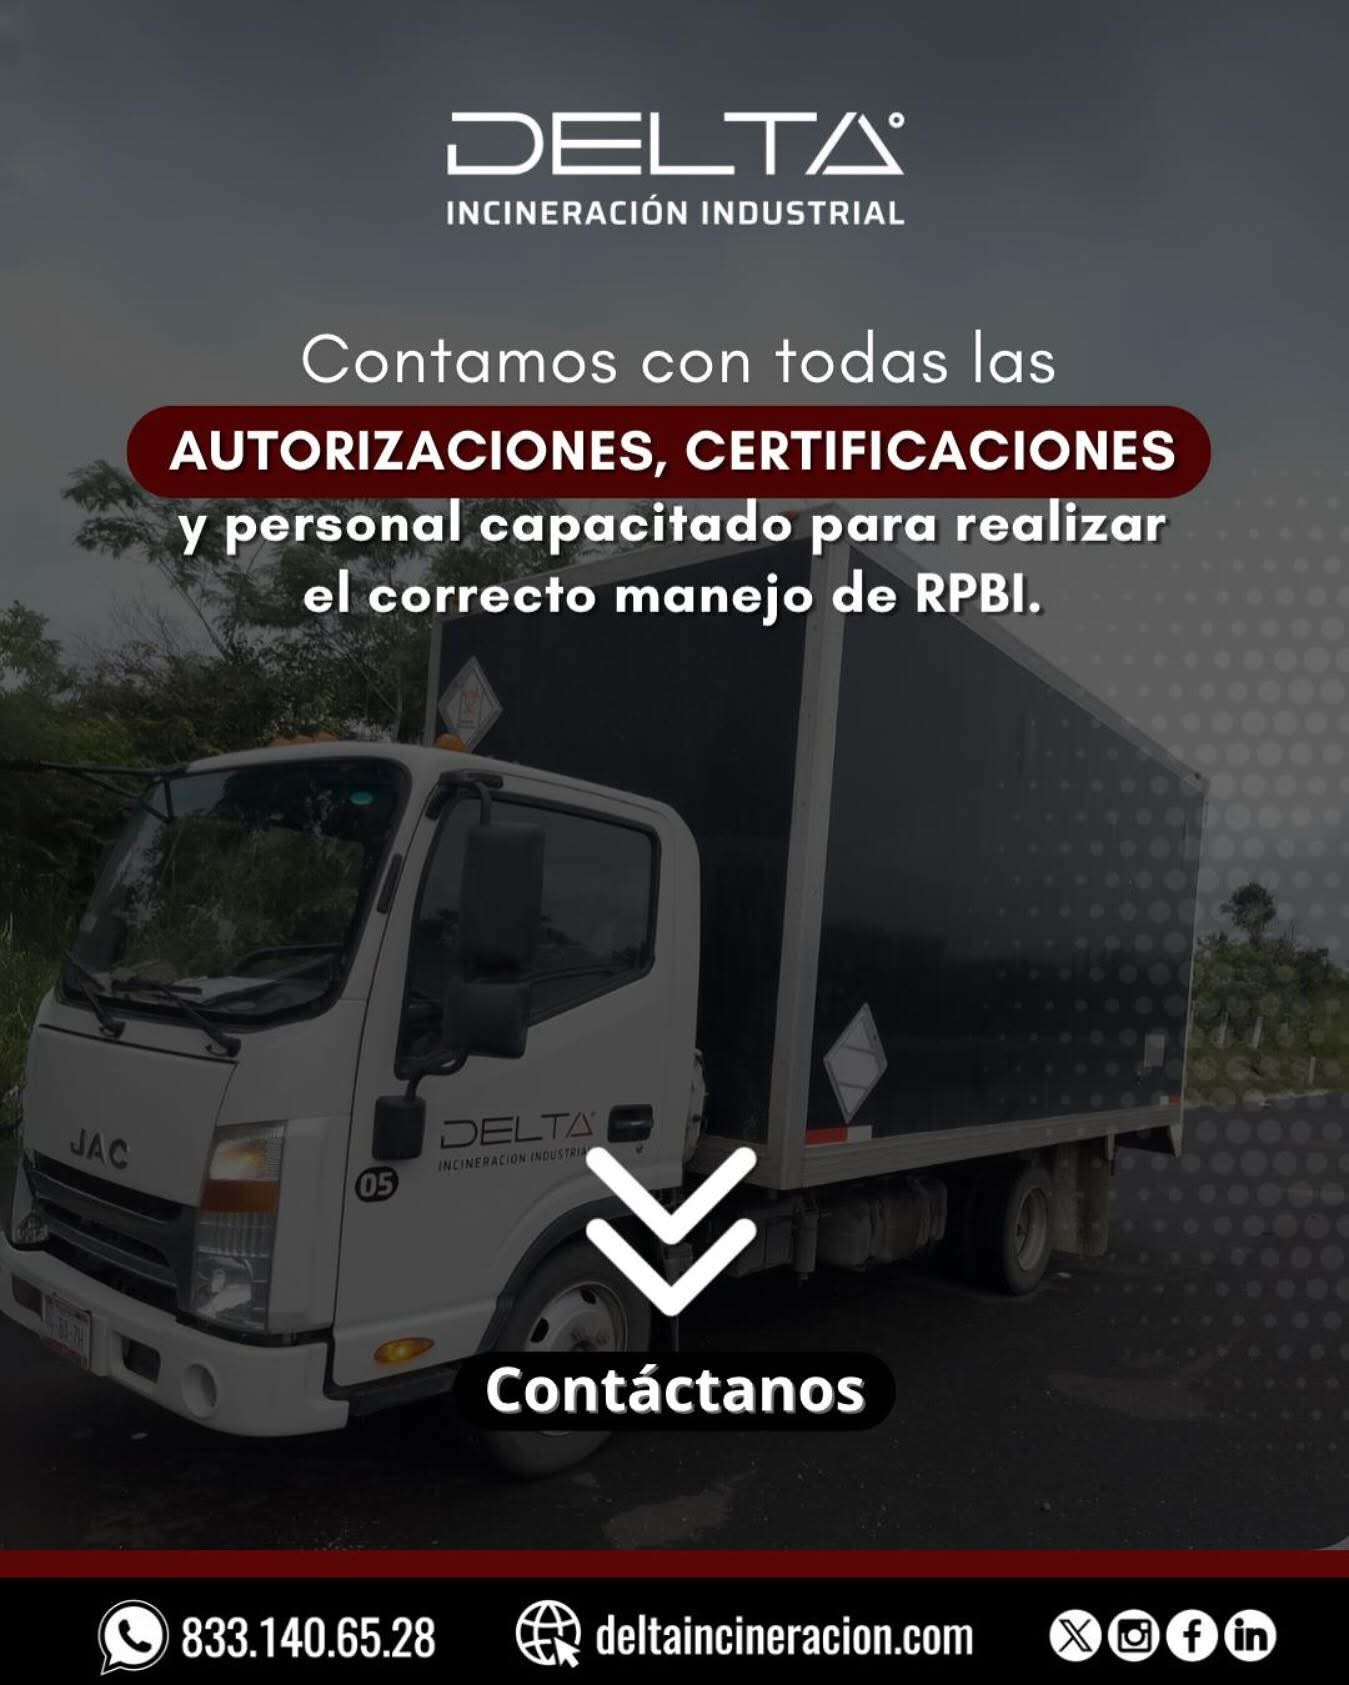 DELTA
INCINERACIÓN INDUSTRIAL
Contamos con todas las
AUTORIZACIONES, CERTIFICACIONES
y personal capacitado para realizar
el correcto manejo de RPBI.
JAC
05
DELTA
INCINERACIÓN INDUSTRIAL
Contáctanos
833.140.65.28
deltaincineracion.com